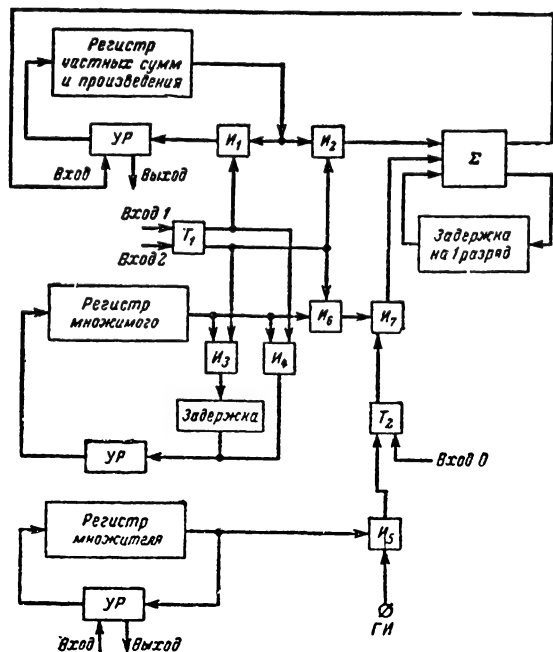 Регистр
частных сумм
и произведения
УР
И₁
И₂
Σ
Вход
Выход
Вход 1
Вход 2
Т₁
Задержка
на 1 разряд
Регистр
множимого
И₆
И₇
И₃
И₄
Задержка
Т₂
УР
Вход 0
Регистр
множителя
И₅
УР
ГИ
Вход
Выход